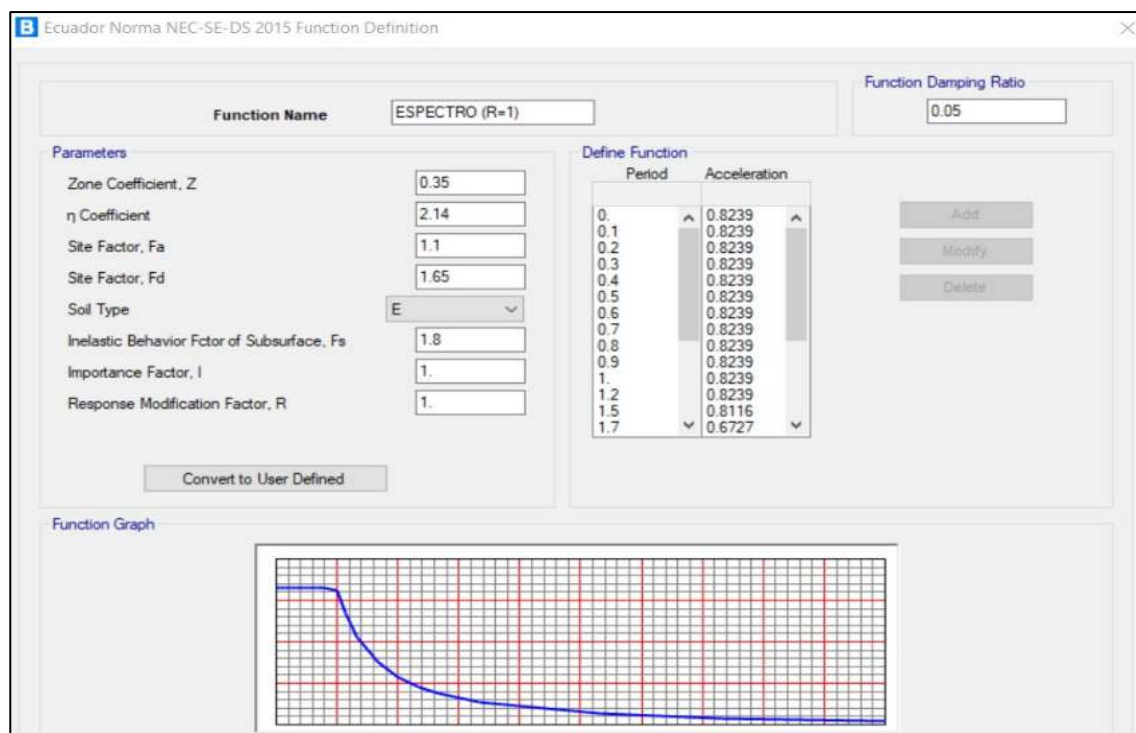 B Ecuador Norma NEC-SE-DS 2015 Function Definition
Function Name ESPECTRO (R=1)
Function Damping Ratio
0.05
Parameters
Zone Coefficient, Z 0.35
η Coefficient 2.14
Site Factor, Fa 1.1
Site Factor, Fd 1.65
Soil Type E
Inelastic Behavior Fctor of Subsurface, Fs 1.8
Importance Factor, I 1.
Response Modification Factor, R 1.
Convert to User Defined
Define Function
Period Acceleration
0. 0.8239
0.1 0.8239
0.2 0.8239
0.3 0.8239
0.4 0.8239
0.5 0.8239
0.6 0.8239
0.7 0.8239
0.8 0.8239
0.9 0.8239
1. 0.8239
1.2 0.8239
1.5 0.8116
1.7 0.6727
Add
Modify
Delete
Function Graph